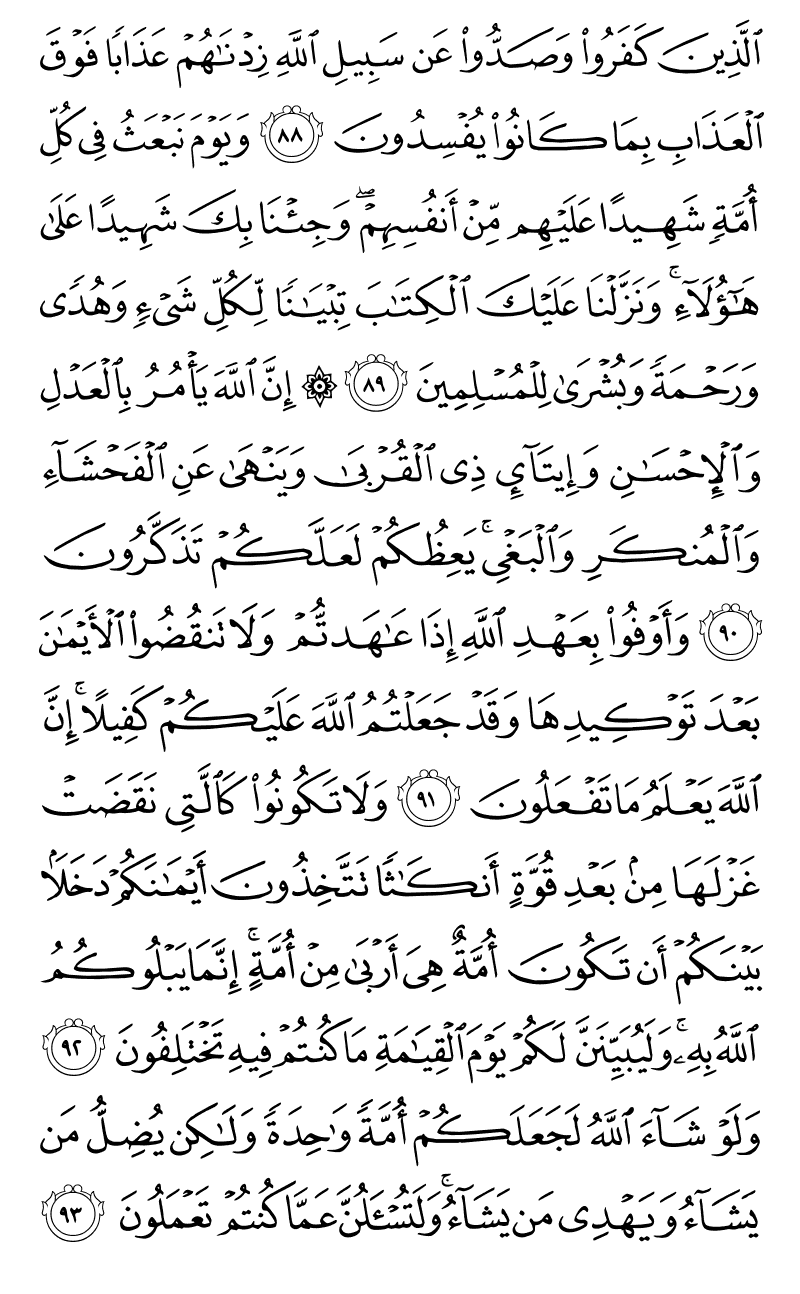 ٱلَّذِينَ كَفَرُوا۟ وَصَدُّوا۟ عَن سَبِيلِ ٱللَّهِ زِدْنَـٰهُمْ عَذَابًا فَوْقَ
ٱلْعَذَابِ بِمَا كَانُوا۟ يُفْسِدُونَ ٨٨ وَيَوْمَ نَبْعَثُ فِى كُلِّ
أُمَّةٍ شَهِيدًا عَلَيْهِم مِّنْ أَنفُسِهِمْ ۖ وَجِئْنَا بِكَ شَهِيدًا عَلَىٰ
هَـٰٓؤُلَآءِ ۚ وَنَزَّلْنَا عَلَيْكَ ٱلْكِتَـٰبَ تِبْيَـٰنًا لِّكُلِّ شَىْءٍ وَهُدًى
وَرَحْمَةً وَبُشْرَىٰ لِلْمُسْلِمِينَ ٨٩ ۞ إِنَّ ٱللَّهَ يَأْمُرُ بِٱلْعَدْلِ
وَٱلْإِحْسَـٰنِ وَإِيتَآئِ ذِى ٱلْقُرْبَىٰ وَيَنْهَىٰ عَنِ ٱلْفَحْشَآءِ
وَٱلْمُنكَرِ وَٱلْبَغْىِ ۚ يَعِظُكُمْ لَعَلَّكُمْ تَذَكَّرُونَ
٩٠ وَأَوْفُوا۟ بِعَهْدِ ٱللَّهِ إِذَا عَـٰهَدتُّمْ وَلَا تَنقُضُوا۟ ٱلْأَيْمَـٰنَ
بَعْدَ تَوْكِيدِهَا وَقَدْ جَعَلْتُمُ ٱللَّهَ عَلَيْكُمْ كَفِيلًا ۚ إِنَّ
ٱللَّهَ يَعْلَمُ مَا تَفْعَلُونَ ٩١ وَلَا تَكُونُوا۟ كَٱلَّتِى نَقَضَتْ
غَزْلَهَا مِنۢ بَعْدِ قُوَّةٍ أَنكَـٰثًا تَتَّخِذُونَ أَيْمَـٰنَكُمْ دَخَلًۢا
بَيْنَكُمْ أَن تَكُونَ أُمَّةٌ هِىَ أَرْبَىٰ مِنْ أُمَّةٍ ۚ إِنَّمَا يَبْلُوكُمُ
ٱللَّهُ بِهِۦ ۚ وَلَيُبَيِّنَنَّ لَكُمْ يَوْمَ ٱلْقِيَـٰمَةِ مَا كُنتُمْ فِيهِ تَخْتَلِفُونَ ٩٢
وَلَوْ شَآءَ ٱللَّهُ لَجَعَلَكُمْ أُمَّةً وَٰحِدَةً وَلَـٰكِن يُضِلُّ مَن
يَشَآءُ وَيَهْدِى مَن يَشَآءُ ۚ وَلَتُسْـَٔلُنَّ عَمَّا كُنتُمْ تَعْمَلُونَ ٩٣